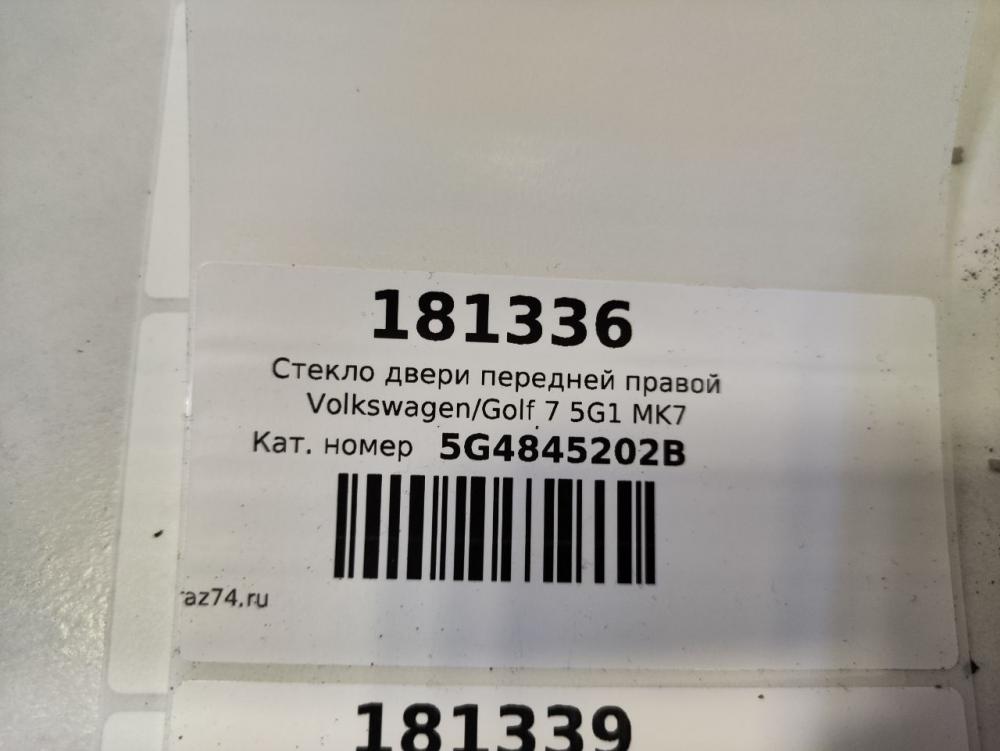 181336
Стекло двери передней правой
Volkswagen/Golf 7 5G1 MK7
Кат. номер 5G4845202B
az74.ru
181339